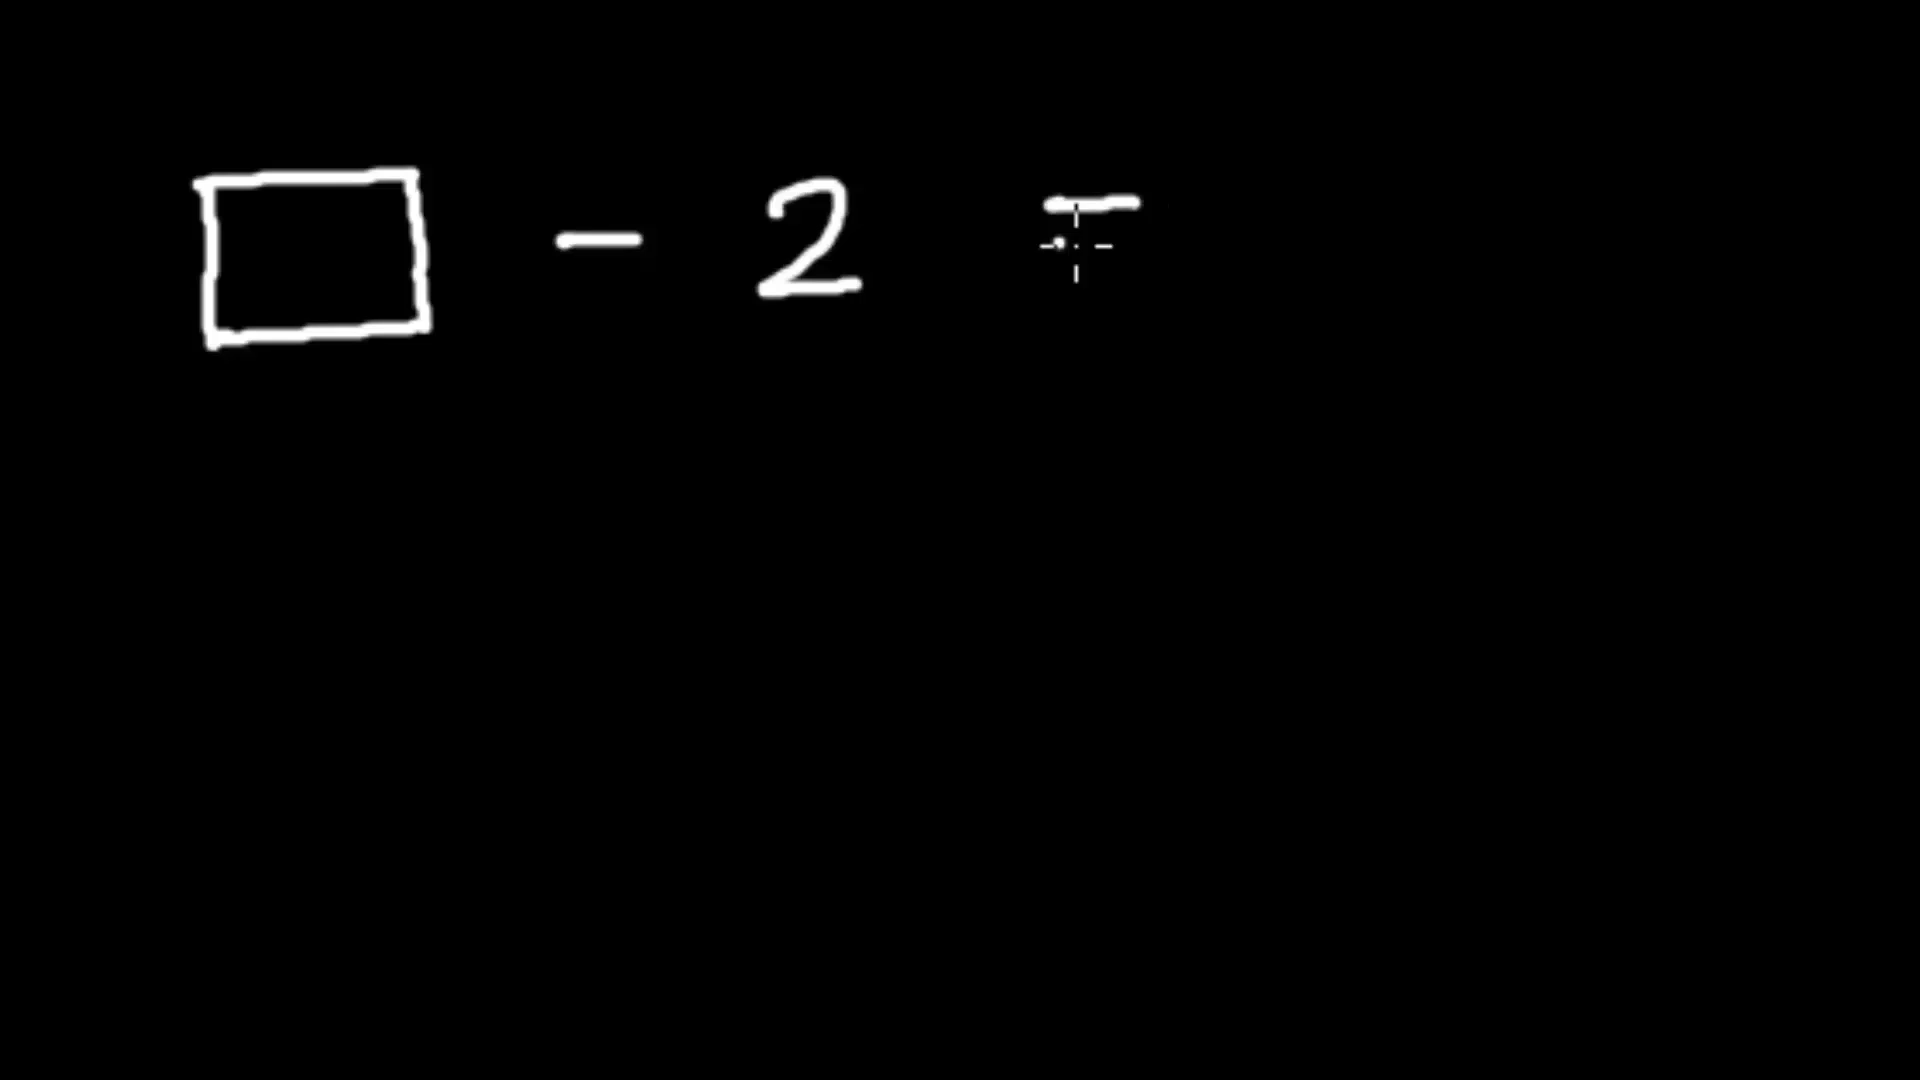 □ - 2 =